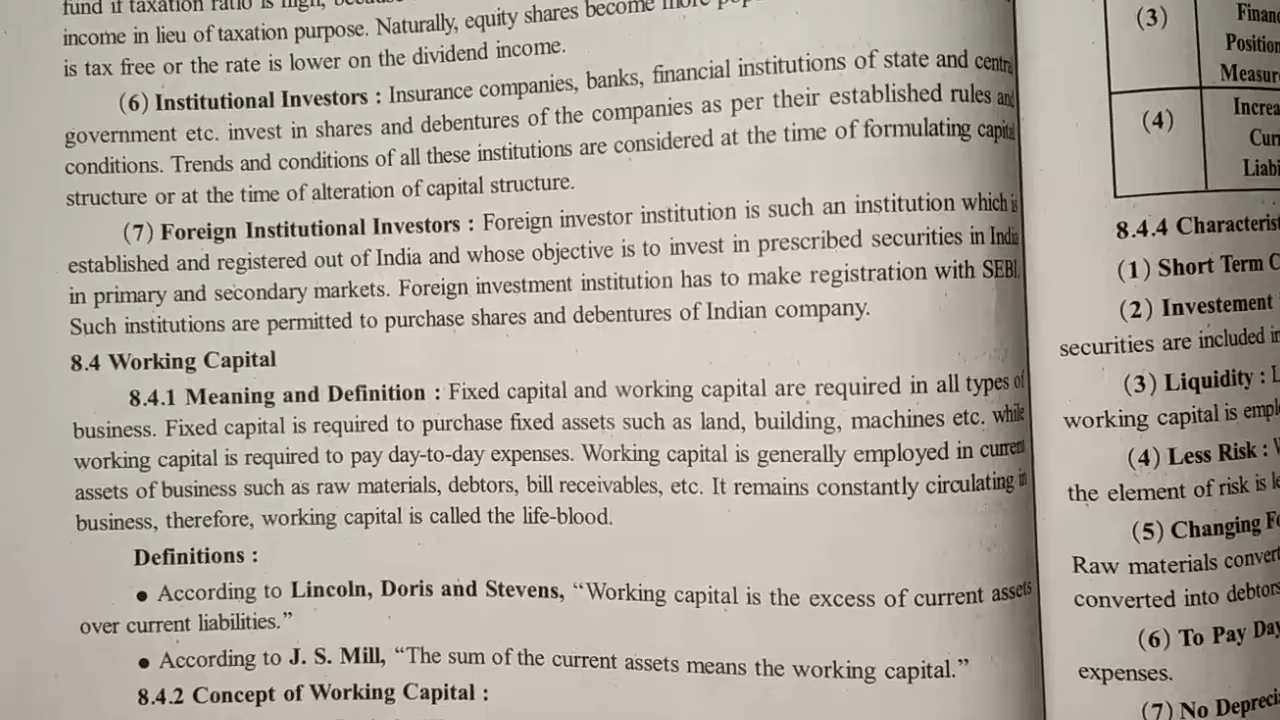 fund if taxation ratio is high,
income in lieu of taxation purpose. Naturally, equity shares become more
is tax free or the rate is lower on the dividend income.
(6) Institutional Investors : Insurance companies, banks, financial institutions of state and central
government etc. invest in shares and debentures of the companies as per their established rules and
conditions. Trends and conditions of all these institutions are considered at the time of formulating capital
structure or at the time of alteration of capital structure.
(7) Foreign Institutional Investors : Foreign investor institution is such an institution which is
established and registered out of India and whose objective is to invest in prescribed securities in India
in primary and secondary markets. Foreign investment institution has to make registration with SEBI.
Such institutions are permitted to purchase shares and debentures of Indian company.
8.4 Working Capital
8.4.1 Meaning and Definition : Fixed capital and working capital are required in all types of
business. Fixed capital is required to purchase fixed assets such as land, building, machines etc. while
working capital is required to pay day-to-day expenses. Working capital is generally employed in current
assets of business such as raw materials, debtors, bill receivables, etc. It remains constantly circulating in
business, therefore, working capital is called the life-blood.
Definitions :
• According to Lincoln, Doris and Stevens, “Working capital is the excess of current assets
over current liabilities.”
• According to J. S. Mill, “The sum of the current assets means the working capital.”
8.4.2 Concept of Working Capital :
(3)
Position
(4)
8.4.4
(1) Short Term
(2) Investement
securities are included
(3) Liquidity :
working capital is
(4) Less Risk :
the element of risk is
(5) Changing
Raw materials
converted into debtors
(6) To Pay Day
expenses.
(7) No